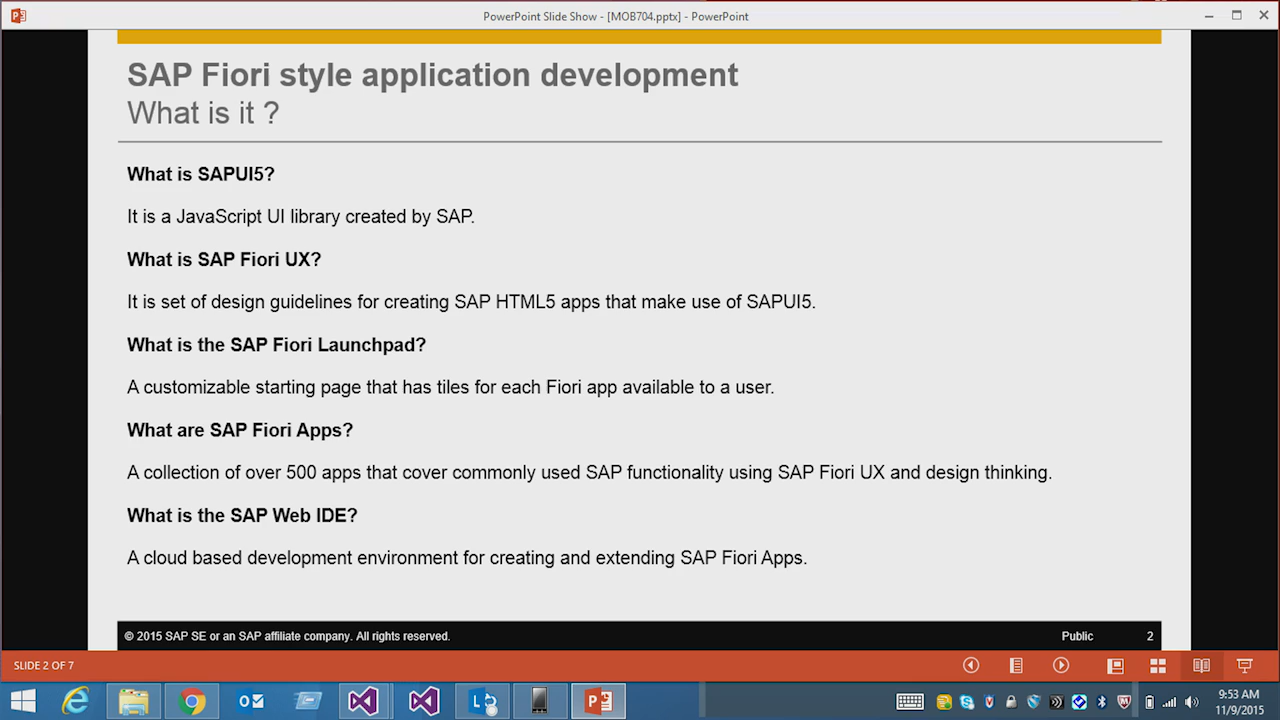 PowerPoint Slide Show - [MOB704.pptx] - PowerPoint
SAP Fiori style application development
What is it ?
What is SAPUI5?
It is a JavaScript UI library created by SAP.
What is SAP Fiori UX?
It is set of design guidelines for creating SAP HTML5 apps that make use of SAPUI5.
What is the SAP Fiori Launchpad?
A customizable starting page that has tiles for each Fiori app available to a user.
What are SAP Fiori Apps?
A collection of over 500 apps that cover commonly used SAP functionality using SAP Fiori UX and design thinking.
What is the SAP Web IDE?
A cloud based development environment for creating and extending SAP Fiori Apps.
© 2015 SAP SE or an SAP affiliate company. All rights reserved. Public 2
SLIDE 2 OF 7
9:53 AM
11/9/2015